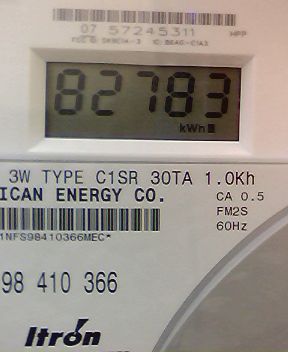 07 57245311
HPP
82783
kWh
3W TYPE C1SR 30TA 1.0Kh
ICAN ENERGY CO.
CA 0.5
FM2S
60Hz
1NFS98410366MEC*
98 410 366
Itron